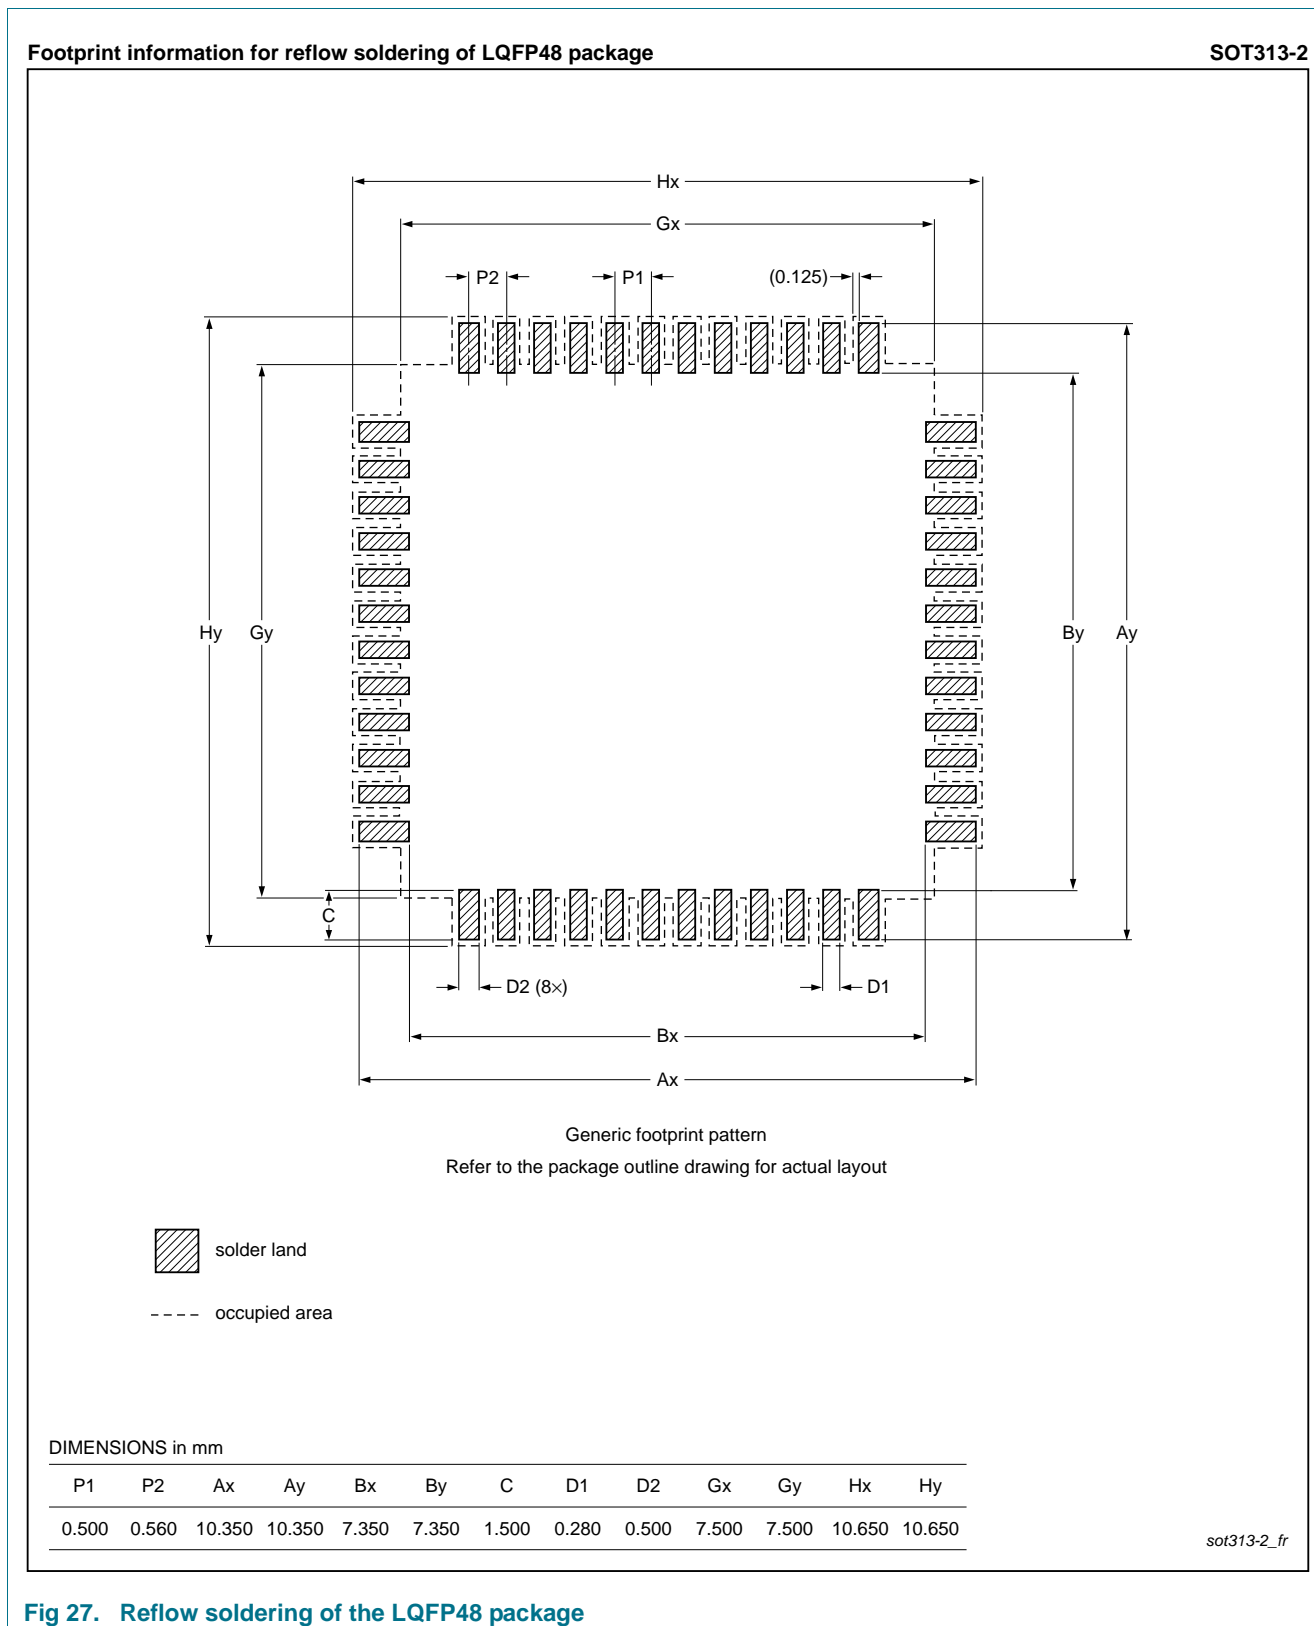 Footprint information for reflow soldering of LQFP48 package SOT313-2
Hx
Gx
P2 P1 (0.125)
Hy Gy By Ay
C
D2 (8×) D1
Bx
Ax
Generic footprint pattern
Refer to the package outline drawing for actual layout
solder land
occupied area
DIMENSIONS in mm
P1 P2 Ax Ay Bx By C D1 D2 Gx Gy Hx Hy
0.500 0.560 10.350 10.350 7.350 7.350 1.500 0.280 0.500 7.500 7.500 10.650 10.650
sot313-2_fr
Fig 27. Reflow soldering of the LQFP48 package